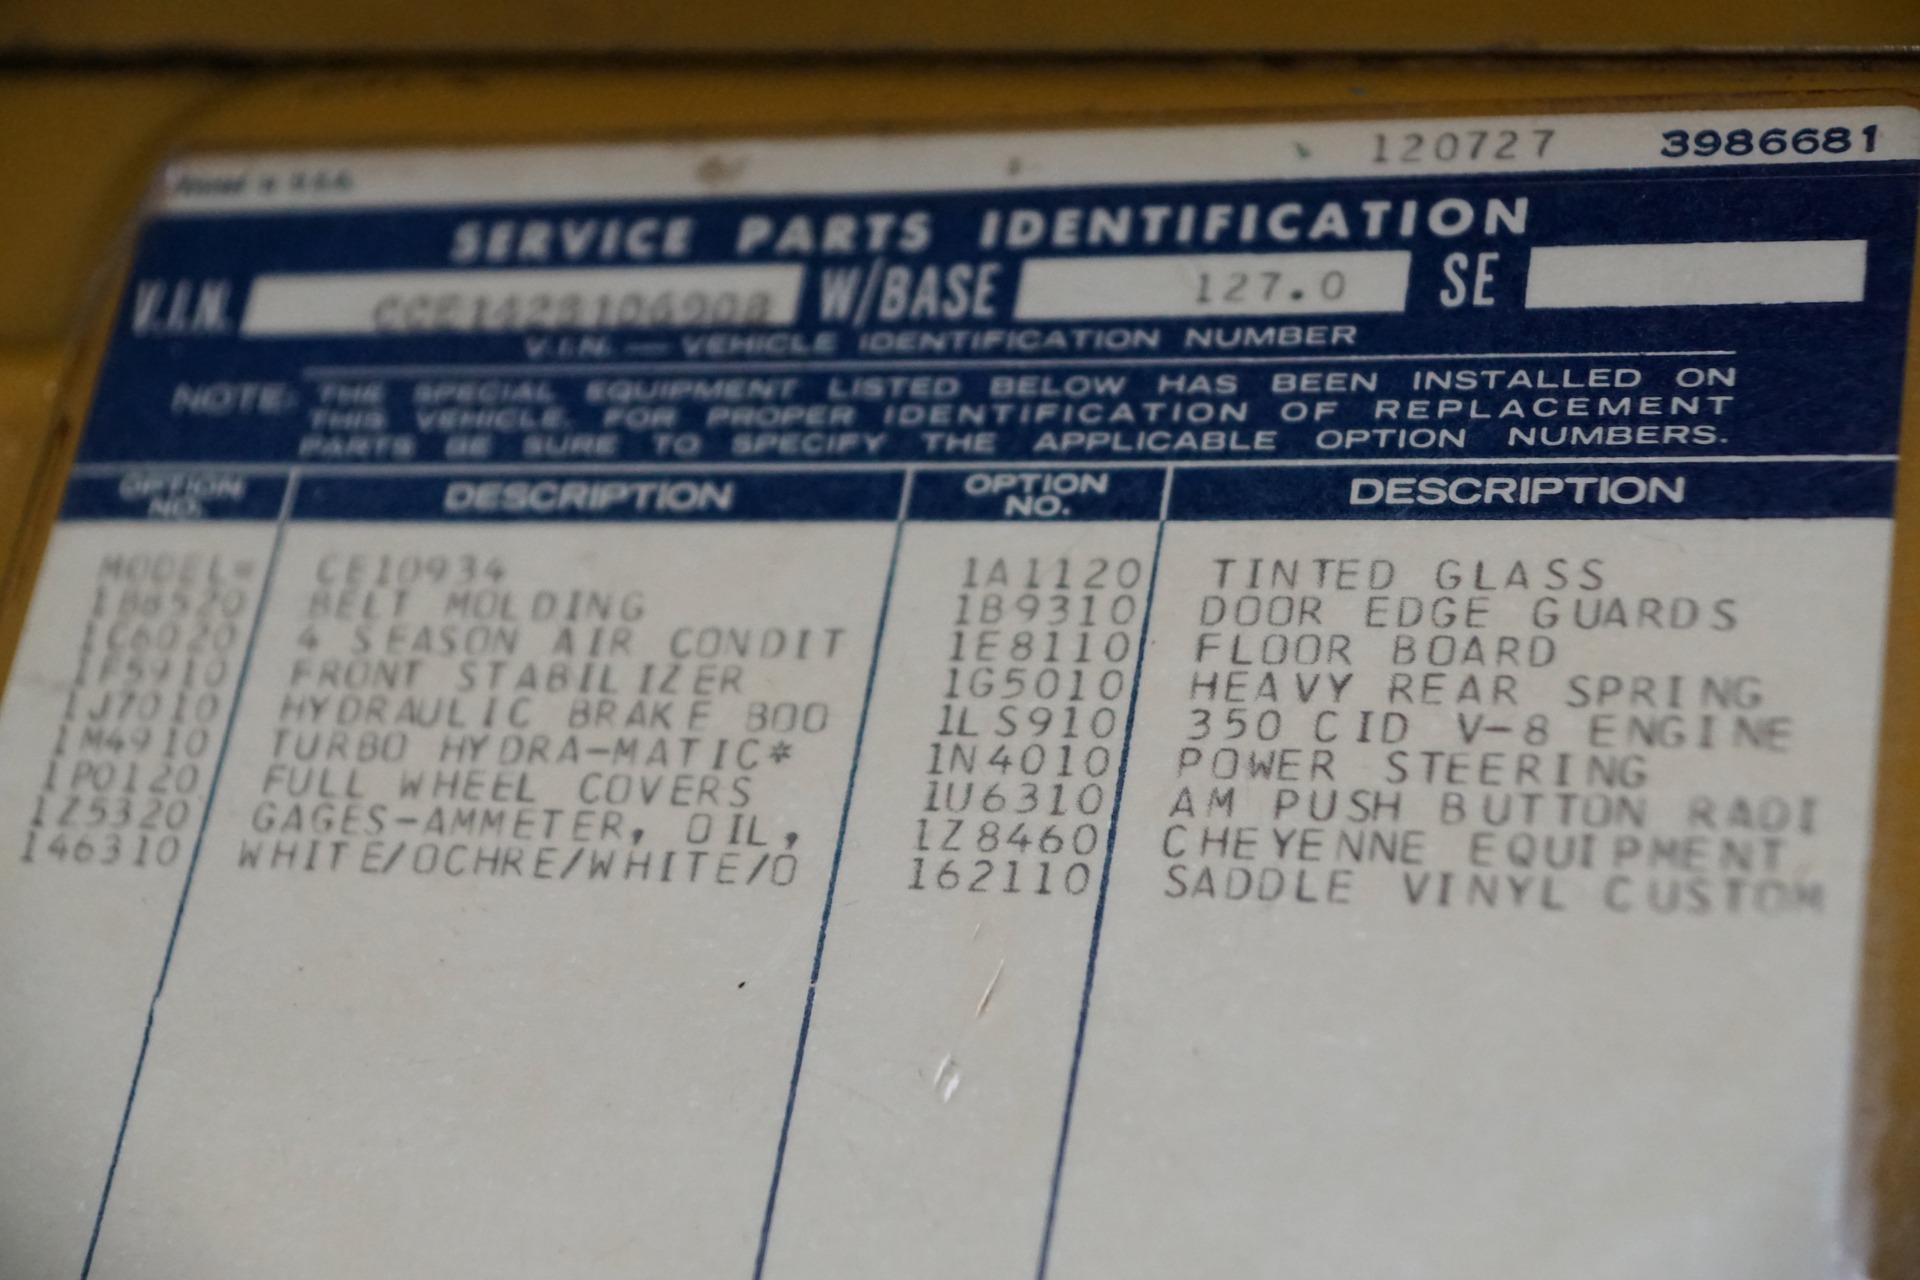 Printed in U.S.A.
120727 3986681
SERVICE PARTS IDENTIFICATION
V.I.N. W/BASE 127.0 SE
V.I.N. — VEHICLE IDENTIFICATION NUMBER
NOTE: THE SPECIAL EQUIPMENT LISTED BELOW HAS BEEN INSTALLED ON
THIS VEHICLE. FOR PROPER IDENTIFICATION OF REPLACEMENT
PARTS BE SURE TO SPECIFY THE APPLICABLE OPTION NUMBERS.
OPTION NO. DESCRIPTION OPTION NO. DESCRIPTION
MODEL= CE10934 1A1120 TINTED GLASS
1B8520 BELT MOLDING 1B9310 DOOR EDGE GUARDS
1C6020 4 SEASON AIR CONDIT 1E8110 FLOOR BOARD
1F5910 FRONT STABILIZER 1G5010 HEAVY REAR SPRING
1J7010 HYDRAULIC BRAKE BOO 1LS910 350 CID V-8 ENGINE
1M4910 TURBO HYDRA-MATIC* 1N4010 POWER STEERING
1P0120 FULL WHEEL COVERS 1U6310 AM PUSH BUTTON RADI
1Z5320 GAGES-AMMETER, OIL, 1Z8460 CHEYENNE EQUIPMENT
146310 WHITE/OCHRE/WHITE/O 162110 SADDLE VINYL CUSTOM